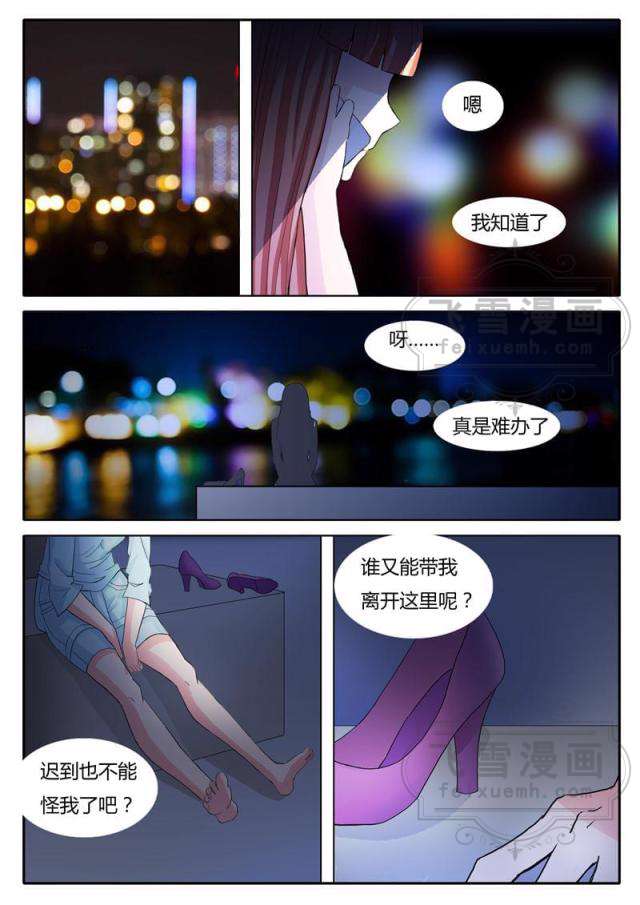 嗯
我知道了
飞雪漫画
feixuemh.com
呀……
真是难办了
谁又能带我
离开这里呢？
迟到也不能
怪我了吧？
飞雪漫画
feixuemh.com